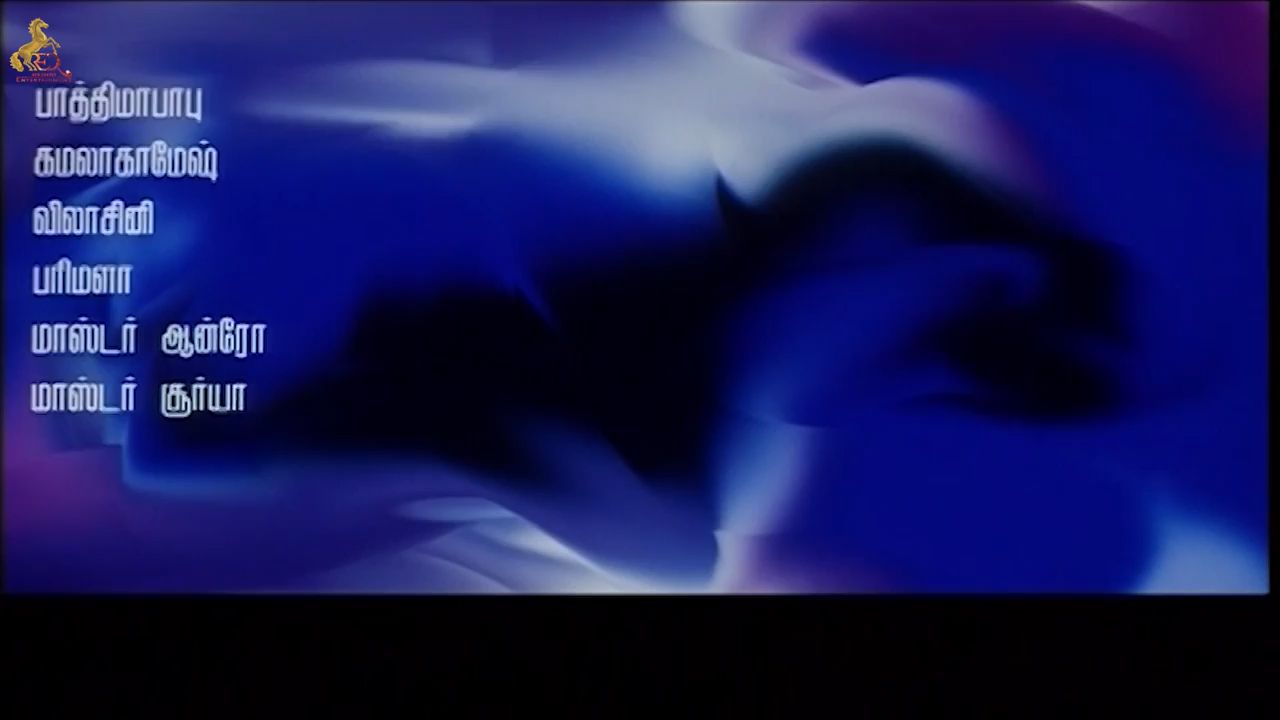 பாத்திமாபாபு
கமலாகாமேஷ்
விலாசினி
பரிமளா
மாஸ்டர் ஆன்ரோ
மாஸ்டர் சூர்யா